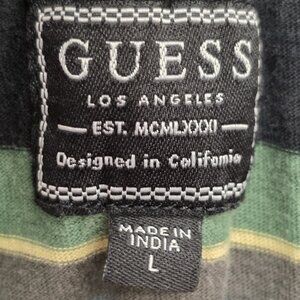 GUESS
LOS ANGELES
EST. MCMLXXXI
Designed in California
MADE IN
INDIA
L